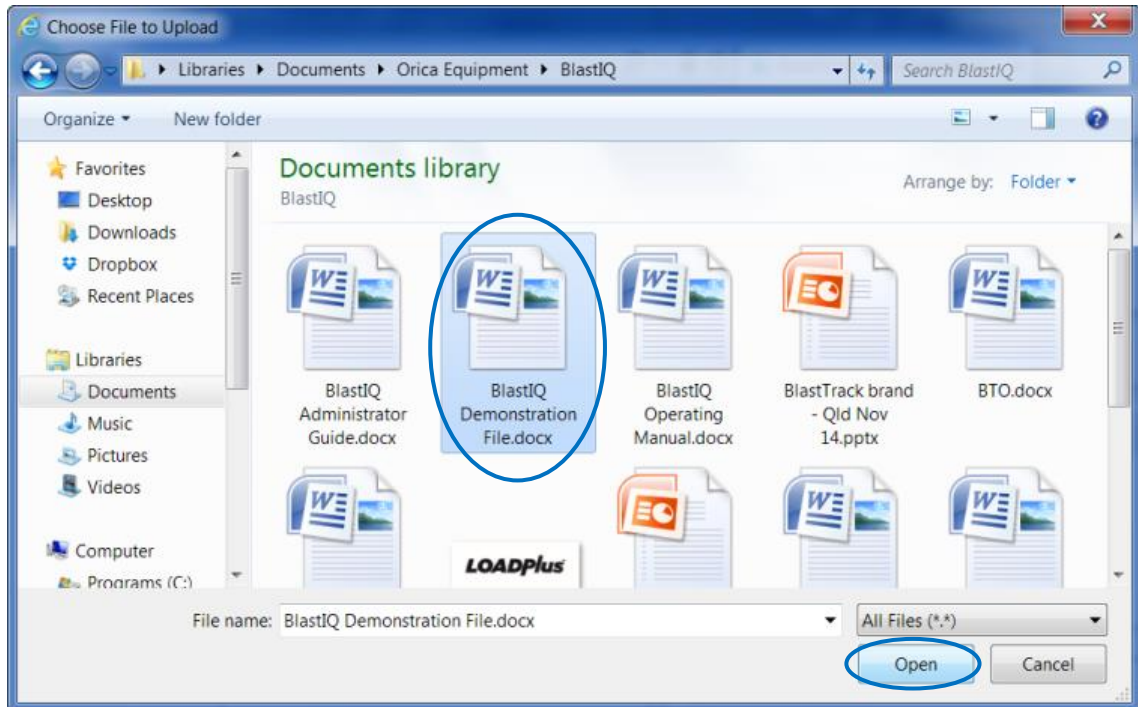 Choose File to Upload
Libraries ▸ Documents ▸ Orica Equipment ▸ BlastIQ
Search BlastIQ
Organize
New folder
Favorites
Desktop
Downloads
Dropbox
Recent Places
Libraries
Documents
Music
Pictures
Videos
Computer
Programs (C:)
Documents library
BlastIQ
Arrange by: Folder
BlastIQ
Administrator
Guide.docx
BlastIQ
Demonstration
File.docx
BlastIQ
Operating
Manual.docx
BlastTrack brand
- Qld Nov
14.pptx
BTO.docx
LOADPlus
File name: BlastIQ Demonstration File.docx
All Files (*.*)
Open
Cancel